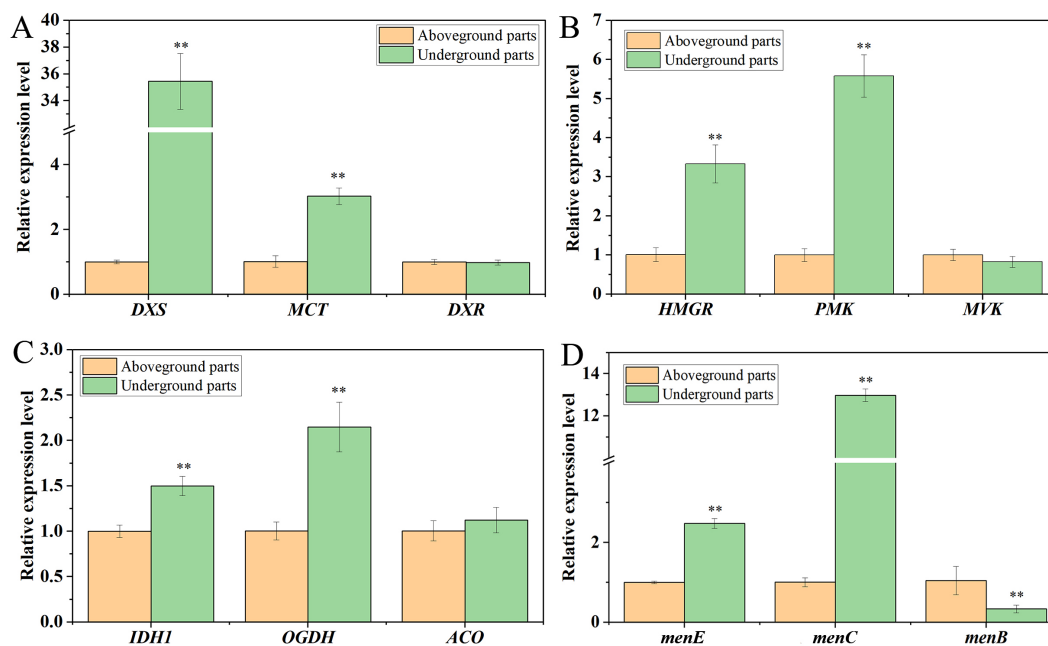 A
Relative expression level
40
38
36
34
4
2
0
**
**
Aboveground parts
Underground parts
DXS MCT DXR
B
Relative expression level
7
6
5
4
3
2
1
0
Aboveground parts
Underground parts
**
**
HMGR PMK MVK
C
Relative expression level
3.0
2.5
2.0
1.5
1.0
0.5
0.0
Aboveground parts
Underground parts
**
**
IDH1 OGDH ACO
D
Relative expression level
14
13
2
0
Aboveground parts
Underground parts
**
**
**
menE menC menB